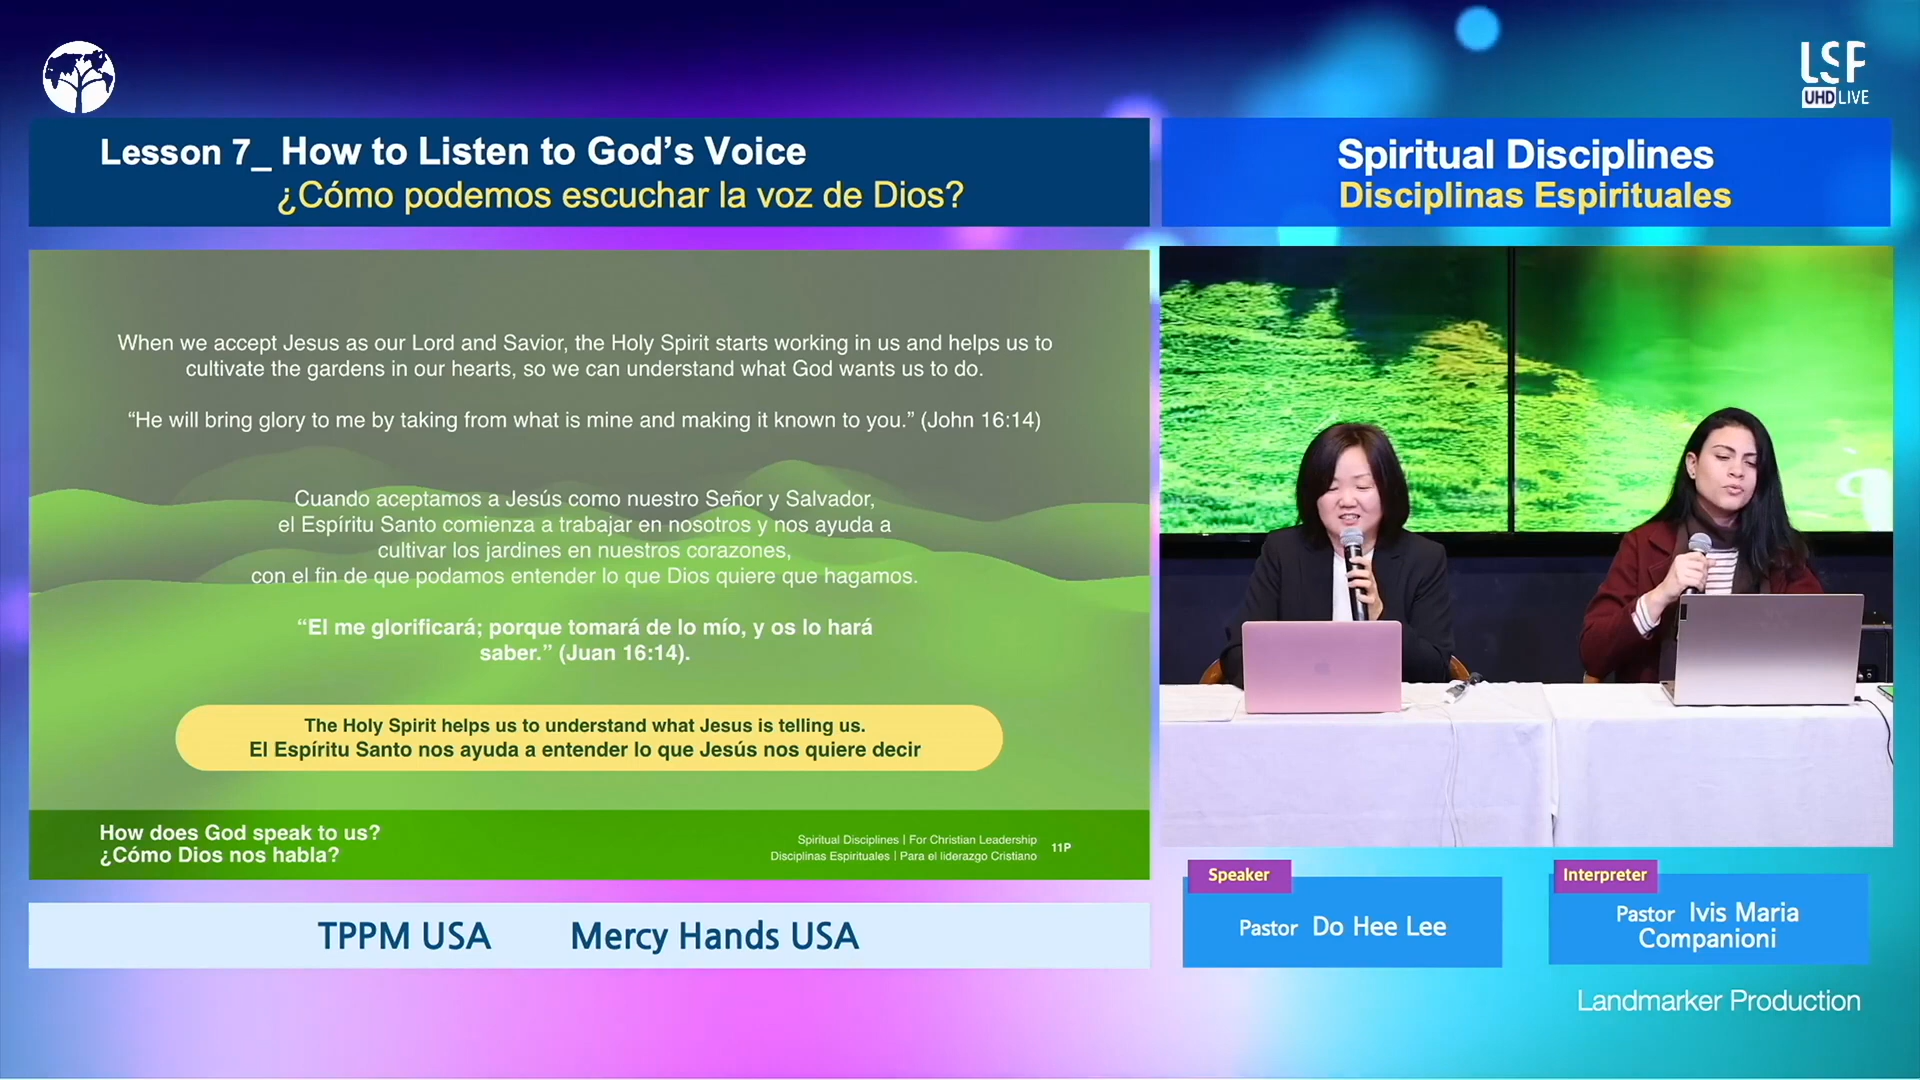 LSF
UHD LIVE
Lesson 7_ How to Listen to God's Voice
¿Cómo podemos escuchar la voz de Dios?
Spiritual Disciplines
Disciplinas Espirituales
When we accept Jesus as our Lord and Savior, the Holy Spirit starts working in us and helps us to
cultivate the gardens in our hearts, so we can understand what God wants us to do.
“He will bring glory to me by taking from what is mine and making it known to you.” (John 16:14)
Cuando aceptamos a Jesús como nuestro Señor y Salvador,
el Espíritu Santo comienza a trabajar en nosotros y nos ayuda a
cultivar los jardines en nuestros corazones,
con el fin de que podamos entender lo que Dios quiere que hagamos.
“El me glorificará; porque tomará de lo mío, y os lo hará
saber.” (Juan 16:14).
The Holy Spirit helps us to understand what Jesus is telling us.
El Espíritu Santo nos ayuda a entender lo que Jesús nos quiere decir
How does God speak to us?
¿Cómo Dios nos habla?
Spiritual Disciplines | For Christian Leadership
Disciplinas Espirituales | Para el liderazgo Cristiano
11P
TPPM USA Mercy Hands USA
Speaker
Pastor Do Hee Lee
Interpreter
Pastor Ivis Maria
Companioni
Landmarker Production